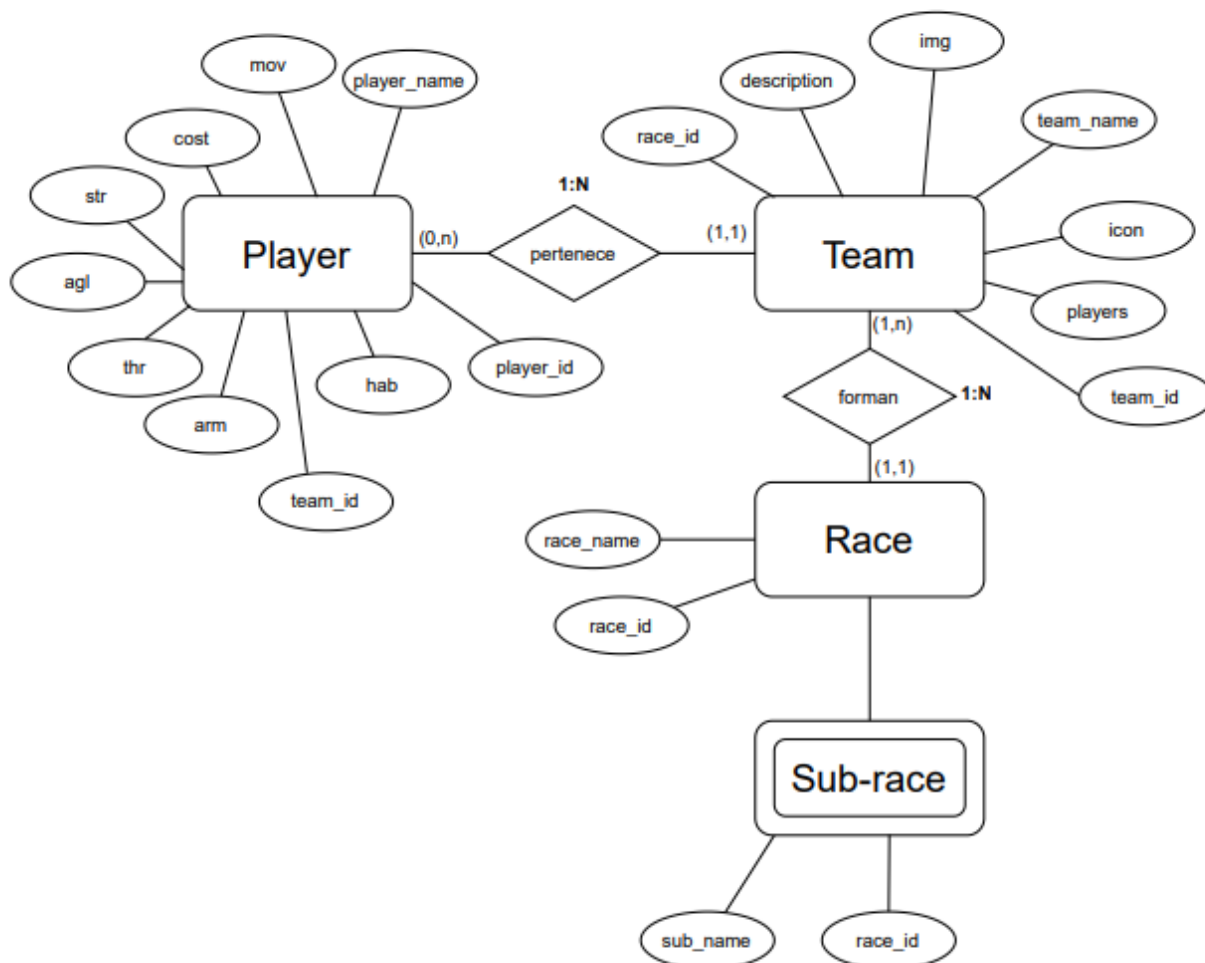 img
mov
player_name
description
team_name
cost
race_id
1:N
str
(0,n)
(1,1)
icon
Player
pertenece
Team
agl
players
(1,n)
thr
hab
player_id
forman
1:N
team_id
arm
(1,1)
team_id
race_name
Race
race_id
Sub-race
sub_name
race_id